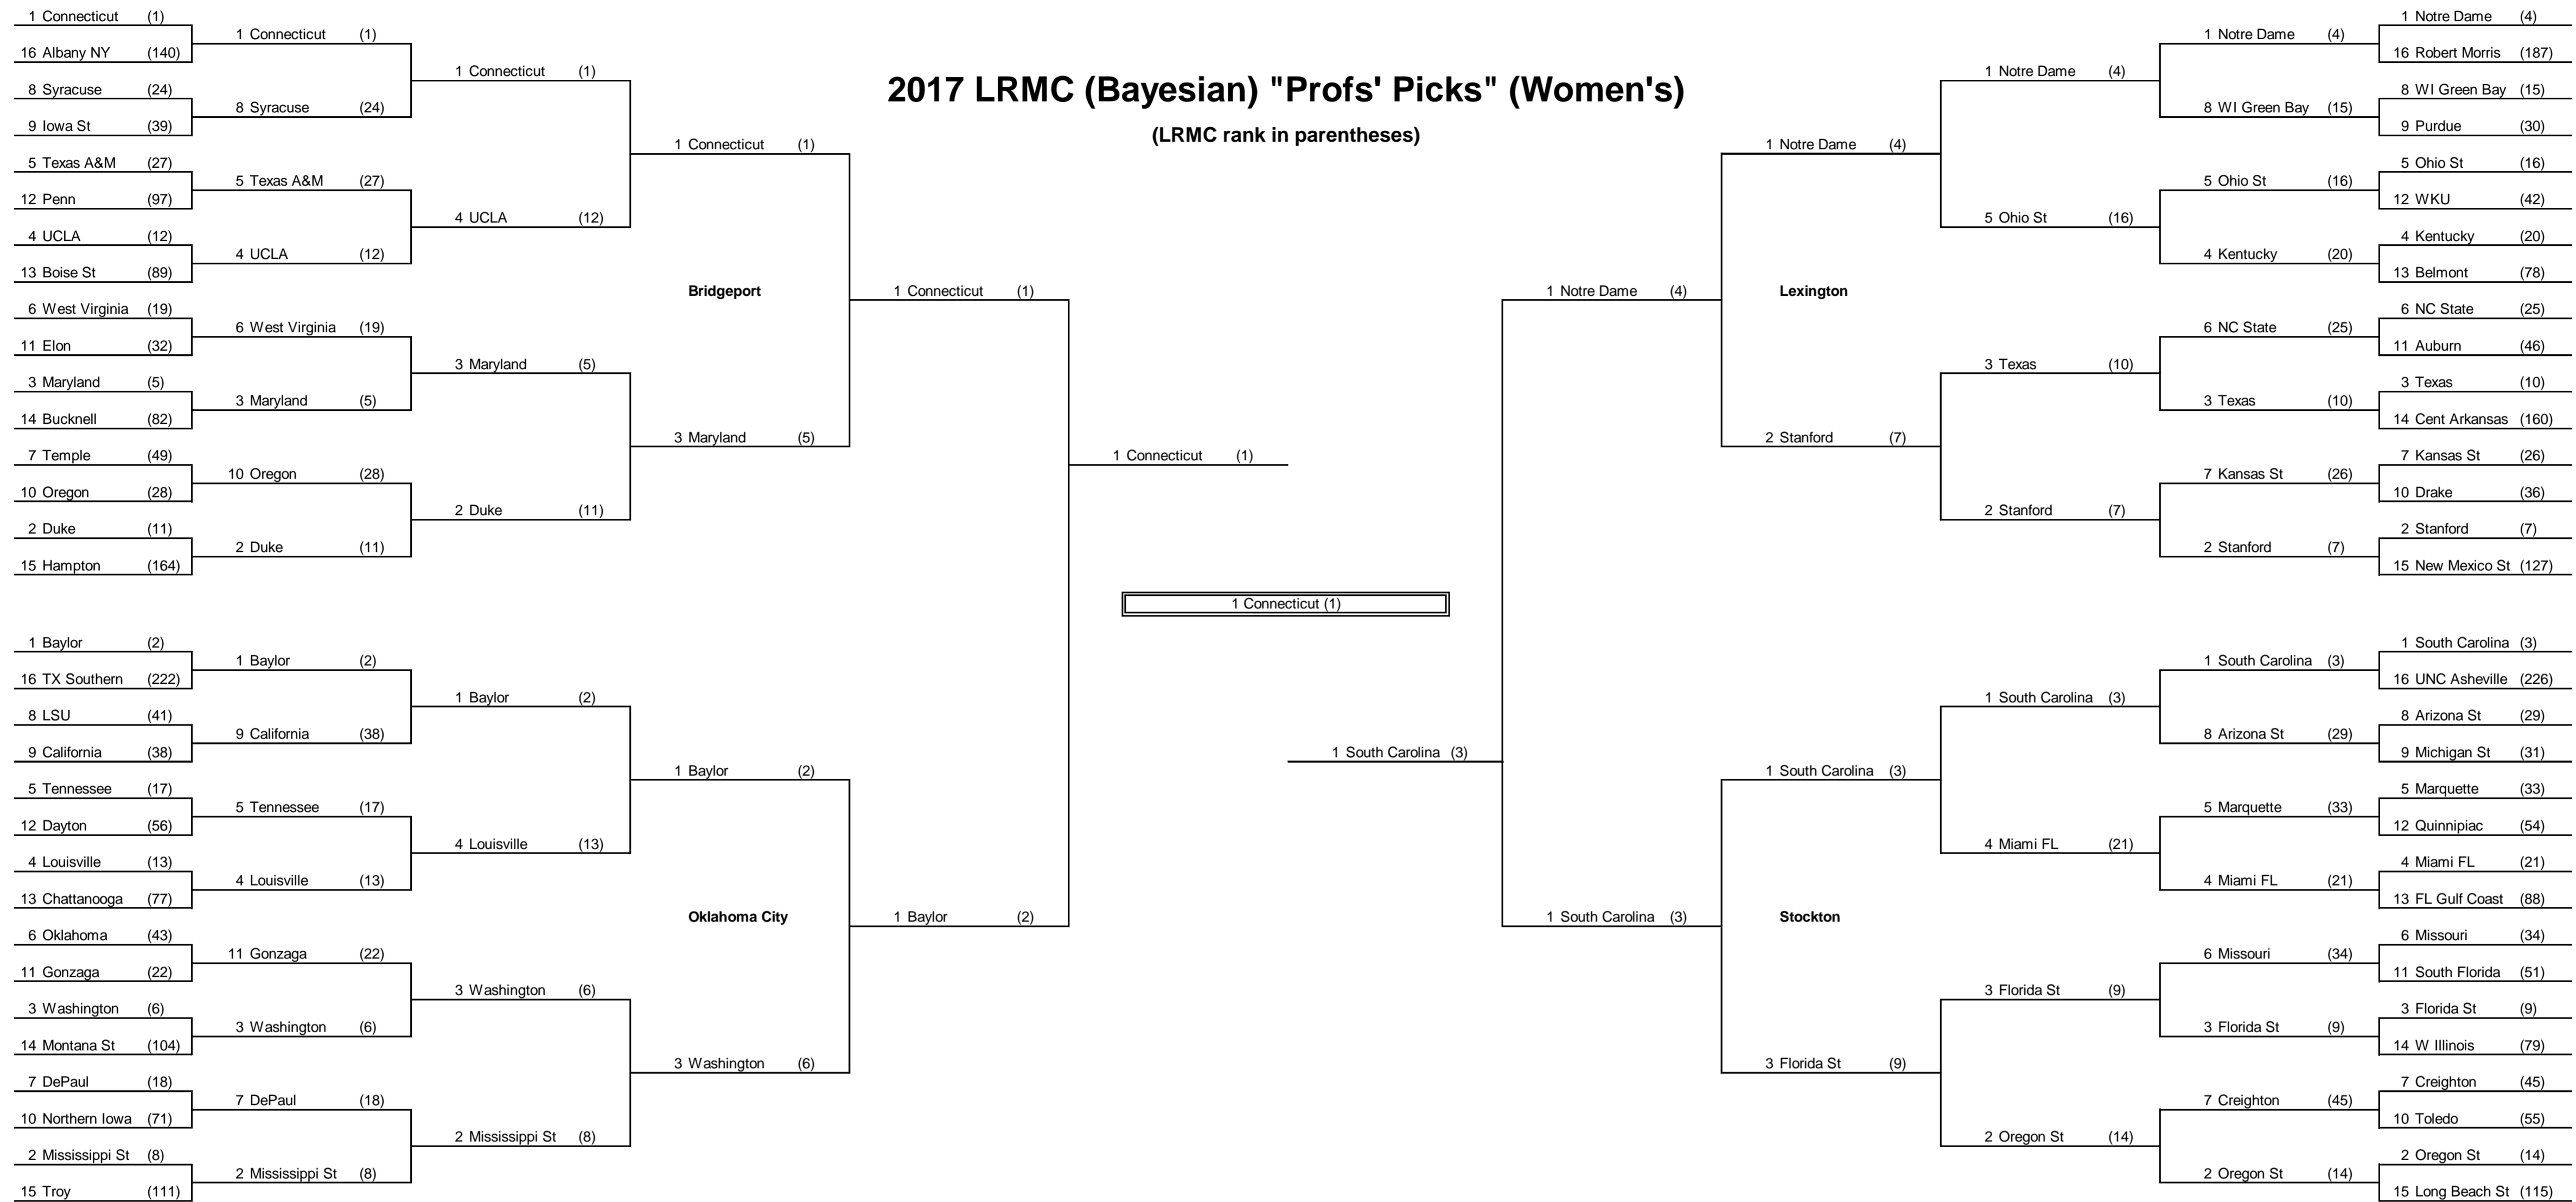 2017 LRMC (Bayesian) "Profs' Picks" (Women's)
(LRMC rank in parentheses)
1 Connecticut (1)
16 Albany NY (140)
8 Syracuse (24)
9 Iowa St (39)
5 Texas A&M (27)
12 Penn (97)
4 UCLA (12)
13 Boise St (89)
6 West Virginia (19)
11 Elon (32)
3 Maryland (5)
14 Bucknell (82)
7 Temple (49)
10 Oregon (28)
2 Duke (11)
15 Hampton (164)
1 Connecticut (1)
8 Syracuse (24)
5 Texas A&M (27)
4 UCLA (12)
6 West Virginia (19)
3 Maryland (5)
10 Oregon (28)
2 Duke (11)
1 Connecticut (1)
4 UCLA (12)
3 Maryland (5)
2 Duke (11)
1 Connecticut (1)
3 Maryland (5)
Bridgeport
1 Connecticut (1)
1 Baylor (2)
16 TX Southern (222)
8 LSU (41)
9 California (38)
5 Tennessee (17)
12 Dayton (56)
4 Louisville (13)
13 Chattanooga (77)
6 Oklahoma (43)
11 Gonzaga (22)
3 Washington (6)
14 Montana St (104)
7 DePaul (18)
10 Northern Iowa (71)
2 Mississippi St (8)
15 Troy (111)
1 Baylor (2)
9 California (38)
5 Tennessee (17)
4 Louisville (13)
11 Gonzaga (22)
3 Washington (6)
7 DePaul (18)
2 Mississippi St (8)
1 Baylor (2)
4 Louisville (13)
3 Washington (6)
2 Mississippi St (8)
1 Baylor (2)
3 Washington (6)
Oklahoma City
1 Baylor (2)
1 Connecticut (1)
1 Connecticut (1)
1 South Carolina (3)
1 Notre Dame (4)
Lexington
1 Notre Dame (4)
2 Stanford (7)
1 Notre Dame (4)
5 Ohio St (16)
3 Texas (10)
2 Stanford (7)
1 Notre Dame (4)
8 WI Green Bay (15)
5 Ohio St (16)
4 Kentucky (20)
6 NC State (25)
3 Texas (10)
7 Kansas St (26)
2 Stanford (7)
1 Notre Dame (4)
16 Robert Morris (187)
8 WI Green Bay (15)
9 Purdue (30)
5 Ohio St (16)
12 WKU (42)
4 Kentucky (20)
13 Belmont (78)
6 NC State (25)
11 Auburn (46)
3 Texas (10)
14 Cent Arkansas (160)
7 Kansas St (26)
10 Drake (36)
2 Stanford (7)
15 New Mexico St (127)
1 South Carolina (3)
Stockton
1 South Carolina (3)
3 Florida St (9)
1 South Carolina (3)
4 Miami FL (21)
3 Florida St (9)
2 Oregon St (14)
1 South Carolina (3)
8 Arizona St (29)
5 Marquette (33)
4 Miami FL (21)
6 Missouri (34)
3 Florida St (9)
7 Creighton (45)
2 Oregon St (14)
1 South Carolina (3)
16 UNC Asheville (226)
8 Arizona St (29)
9 Michigan St (31)
5 Marquette (33)
12 Quinnipiac (54)
4 Miami FL (21)
13 FL Gulf Coast (88)
6 Missouri (34)
11 South Florida (51)
3 Florida St (9)
14 W Illinois (79)
7 Creighton (45)
10 Toledo (55)
2 Oregon St (14)
15 Long Beach St (115)